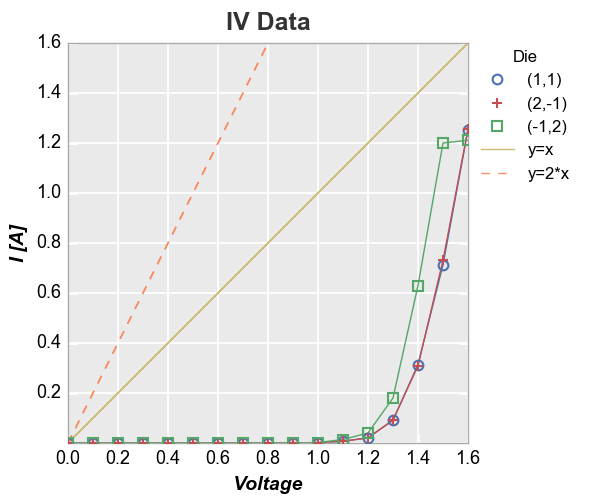 IV Data
Die
(1,1)
(2,-1)
(-1,2)
y=x
y=2*x
I [A]
1.6
1.4
1.2
1.0
0.8
0.6
0.4
0.2
0.0 0.2 0.4 0.6 0.8 1.0 1.2 1.4 1.6
Voltage